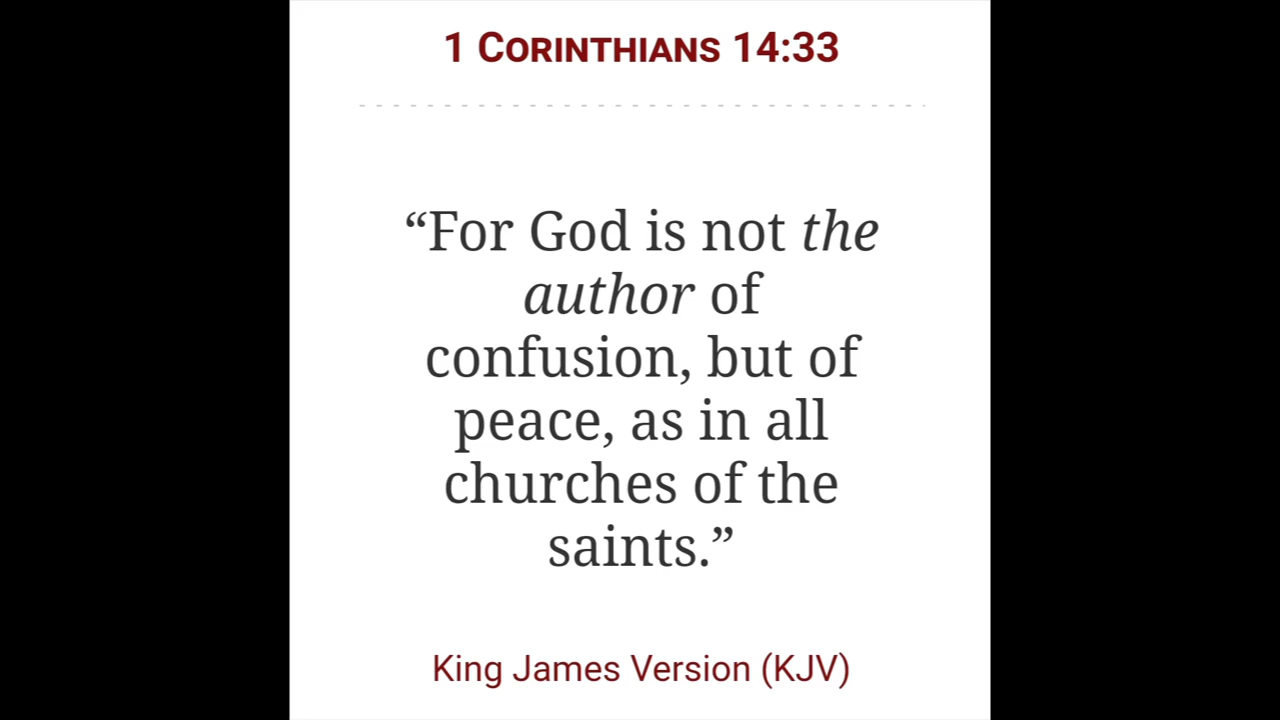 1 Corinthians 14:33
“For God is not the
author of
confusion, but of
peace, as in all
churches of the
saints.”
King James Version (KJV)